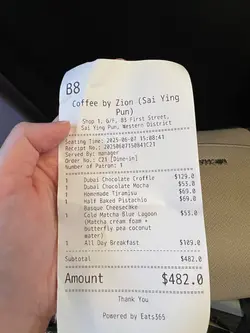 B8
Coffee by Zion (Sai Ying
Pun)
Shop 1, G/F, 85 First Street,
Sai Ying Pun, Western District
Seating Time: 2025-06-07 15:08:41
Receipt No.: 20250607150841C23
Served By: manager
Order No.: C23 [Dine-in]
Number of Patron: 1
1 Dubai Chocolate Croffle $129.0
1 Dubai Chocolate Mocha $53.0
1 Homemade Tiramisu $69.0
1 Half Baked Pistachio $69.0
Basque Cheesecake
1 Cold Matcha Blue Lagoon $53.0
(Matcha cream foam +
butterfly pea coconut
water)
1 All Day Breakfast $109.0
Subtotal $482.0
Amount $482.0
Thank You
Powered by Eats365